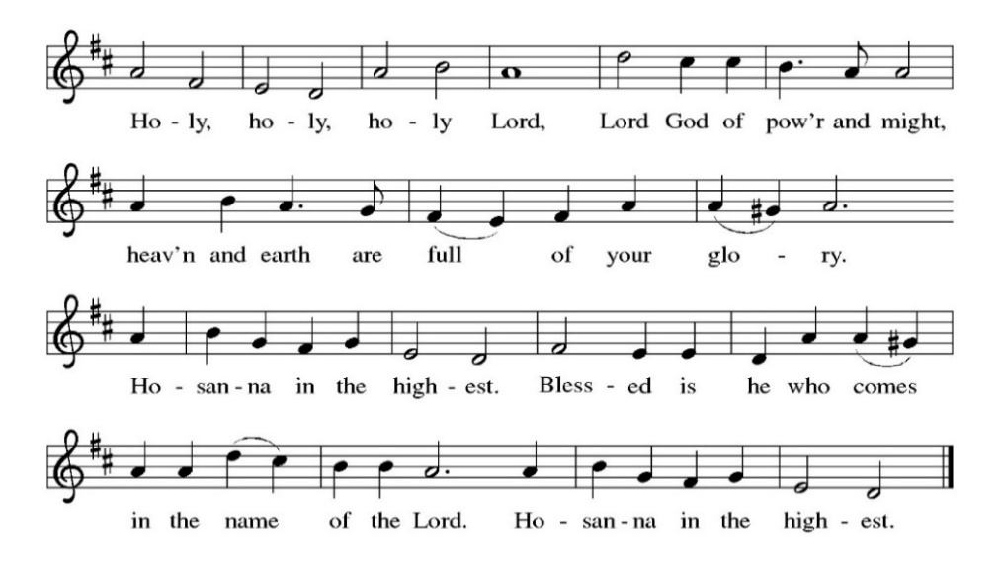 Ho - ly, ho - ly, ho - ly Lord, Lord God of pow'r and might,
heav'n and earth are full of your glo - ry.
Ho - san - na in the high - est. Bless - ed is he who comes
in the name of the Lord. Ho - san - na in the high - est.